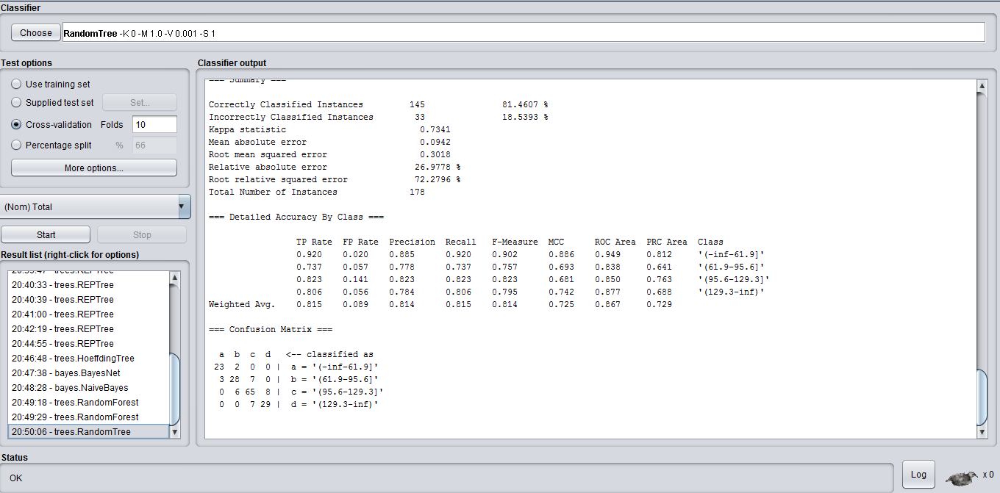 Classifier
Choose RandomTree -K 0 -M 1.0 -V 0.001 -S 1
Test options
Use training set
Supplied test set Set...
Cross-validation Folds 10
Percentage split % 66
More options...
(Nom) Total
Start Stop
Result list (right-click for options)
trees.REPTree
20:40:33 - trees.REPTree
20:40:39 - trees.REPTree
20:41:00 - trees.REPTree
20:42:19 - trees.REPTree
20:44:55 - trees.REPTree
20:46:48 - trees.HoeffdingTree
20:47:38 - bayes.BayesNet
20:48:28 - bayes.NaiveBayes
20:49:18 - trees.RandomForest
20:49:29 - trees.RandomForest
20:50:06 - trees.RandomTree
Classifier output
=== Summary ===
Correctly Classified Instances 145 81.4607 %
Incorrectly Classified Instances 33 18.5393 %
Kappa statistic 0.7341
Mean absolute error 0.0942
Root mean squared error 0.3018
Relative absolute error 26.9778 %
Root relative squared error 72.2796 %
Total Number of Instances 178
=== Detailed Accuracy By Class ===
TP Rate FP Rate Precision Recall F-Measure MCC ROC Area PRC Area Class
0.920 0.020 0.885 0.920 0.902 0.886 0.949 0.812 '(-inf-61.9]'
0.737 0.057 0.778 0.737 0.757 0.693 0.838 0.641 '(61.9-95.6]'
0.823 0.141 0.823 0.823 0.823 0.681 0.850 0.763 '(95.6-129.3]'
0.806 0.056 0.784 0.806 0.795 0.742 0.877 0.688 '(129.3-inf)'
Weighted Avg. 0.815 0.089 0.814 0.815 0.814 0.725 0.867 0.729
=== Confusion Matrix ===
a b c d <-- classified as
23 2 0 0 | a = '(-inf-61.9]'
3 28 7 0 | b = '(61.9-95.6]'
0 6 65 8 | c = '(95.6-129.3]'
0 0 7 29 | d = '(129.3-inf)'
Status
OK
Log
x 0